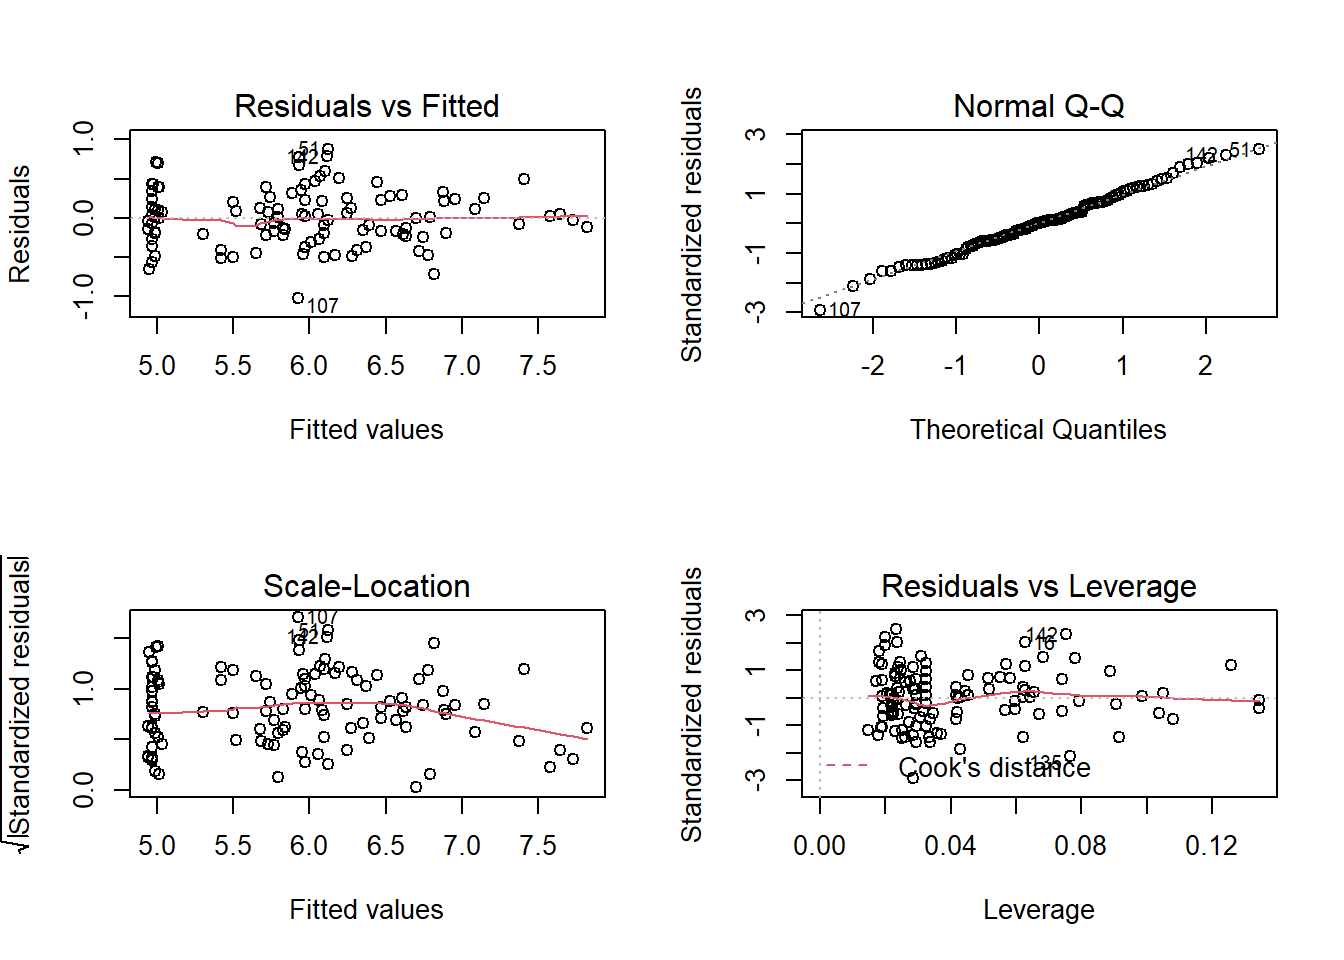 Residuals vs Fitted
Residuals
1.0
0.0
-1.0
51
142
107
5.0 5.5 6.0 6.5 7.0 7.5
Fitted values
Normal Q-Q
Standardized residuals
3
1
-1
-3
142 51
107
-2 -1 0 1 2
Theoretical Quantiles
Scale-Location
√|Standardized residuals|
1.0
0.0
107
51
142
5.0 5.5 6.0 6.5 7.0 7.5
Fitted values
Residuals vs Leverage
Standardized residuals
3
1
-1
-3
142
16
135
Cook's distance
0.00 0.04 0.08 0.12
Leverage